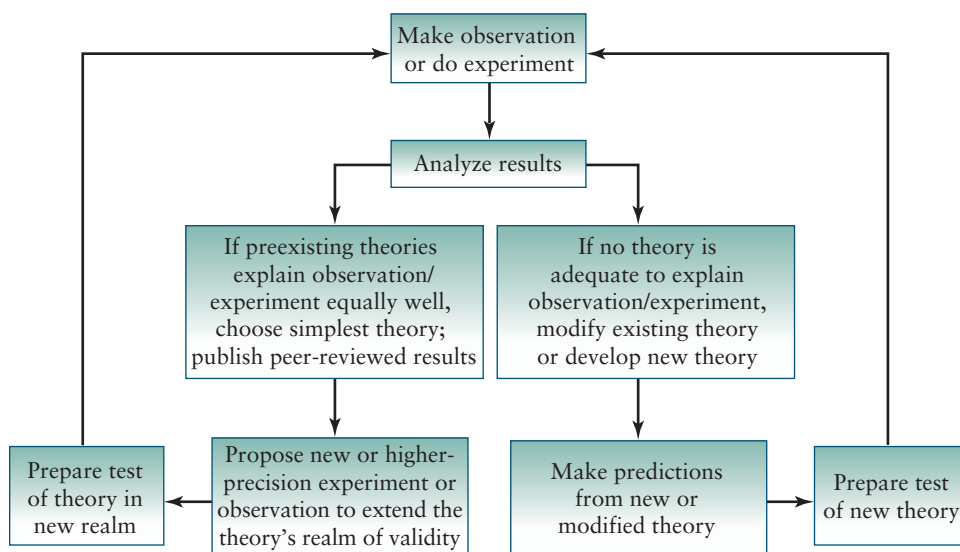 Make observation
or do experiment
Analyze results
If preexisting theories
explain observation/
experiment equally well,
choose simplest theory;
publish peer-reviewed results
If no theory is
adequate to explain
observation/experiment,
modify existing theory
or develop new theory
Prepare test
of theory in
new realm
Propose new or higher-
precision experiment or
observation to extend the
theory’s realm of validity
Make predictions
from new or
modified theory
Prepare test
of new theory